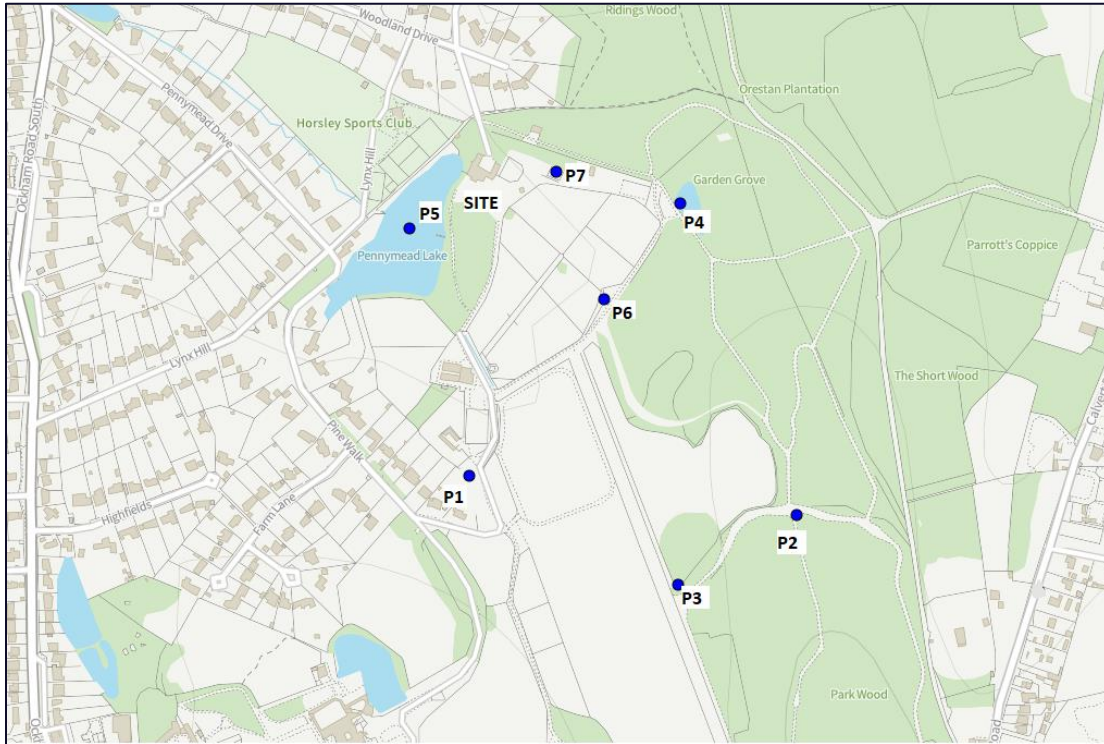 Ridings Wood
Woodland Drive
Orestan Plantation
Pennymead Drive
Horsley Sports Club
Ockham Road South
Lynx Hill
P7
Garden Grove
SITE
P4
P5
Parrott's Coppice
Pennymead Lake
P6
Lynx Hill
The Short Wood
Calvert
Pine Walk
P1
Highfields
Farm Lane
P2
P3
Park Wood
Road